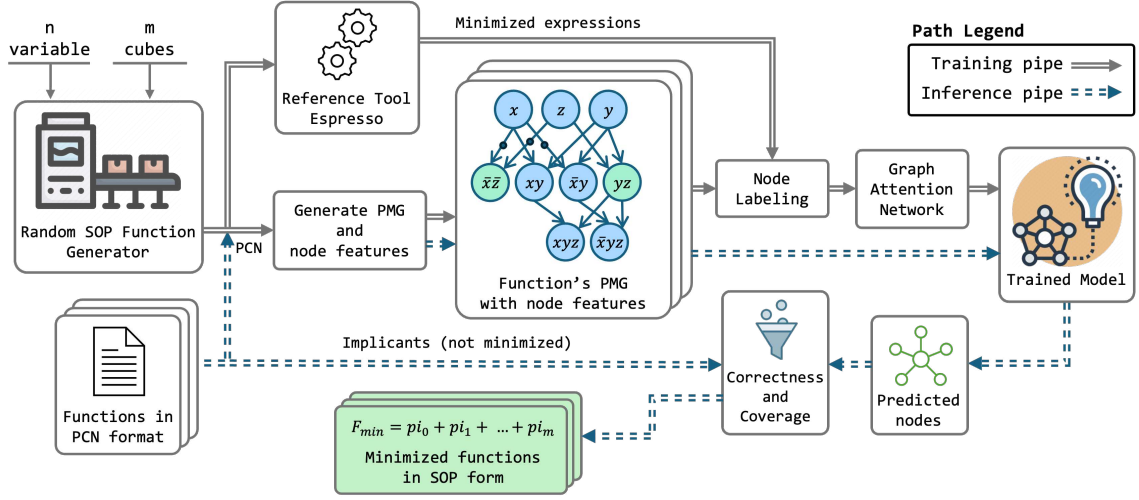 n
variable
m
cubes
Random SOP Function
Generator
Reference Tool
Espresso
Minimized expressions
Path Legend
Training pipe
Inference pipe
PCN
Generate PMG
and
node features
x
z
y
x̄z̄
xy
x̄y
yz
xyz
x̄yz
Function's PMG
with node features
Node
Labeling
Graph
Attention
Network
Trained Model
Functions in
PCN format
Implicants (not minimized)
Correctness
and
Coverage
Predicted
nodes
F_min = pi_0 + pi_1 + … + pi_m
Minimized functions
in SOP form